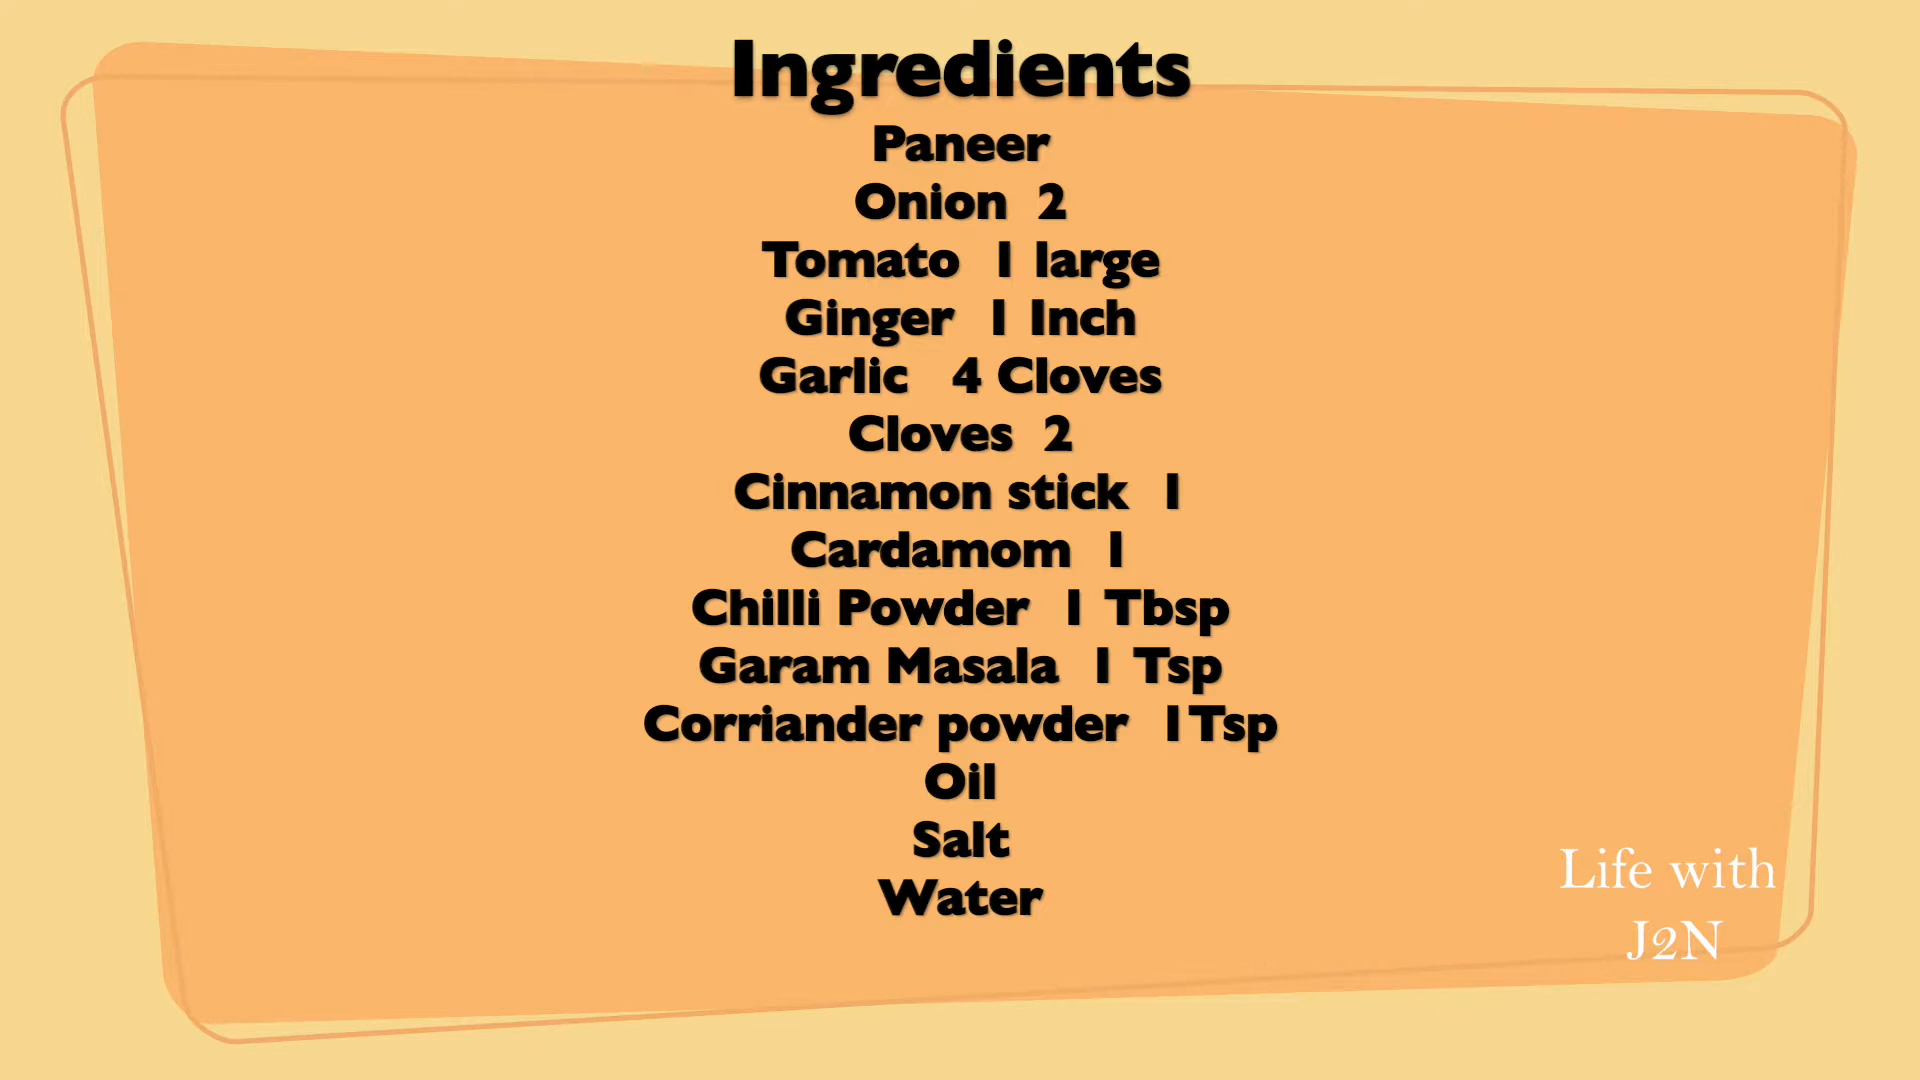 Ingredients
Paneer
Onion 2
Tomato 1 large
Ginger 1 Inch
Garlic 4 Cloves
Cloves 2
Cinnamon stick 1
Cardamom 1
Chilli Powder 1 Tbsp
Garam Masala 1 Tsp
Corriander powder 1Tsp
Oil
Salt
Water
Life with
J2N